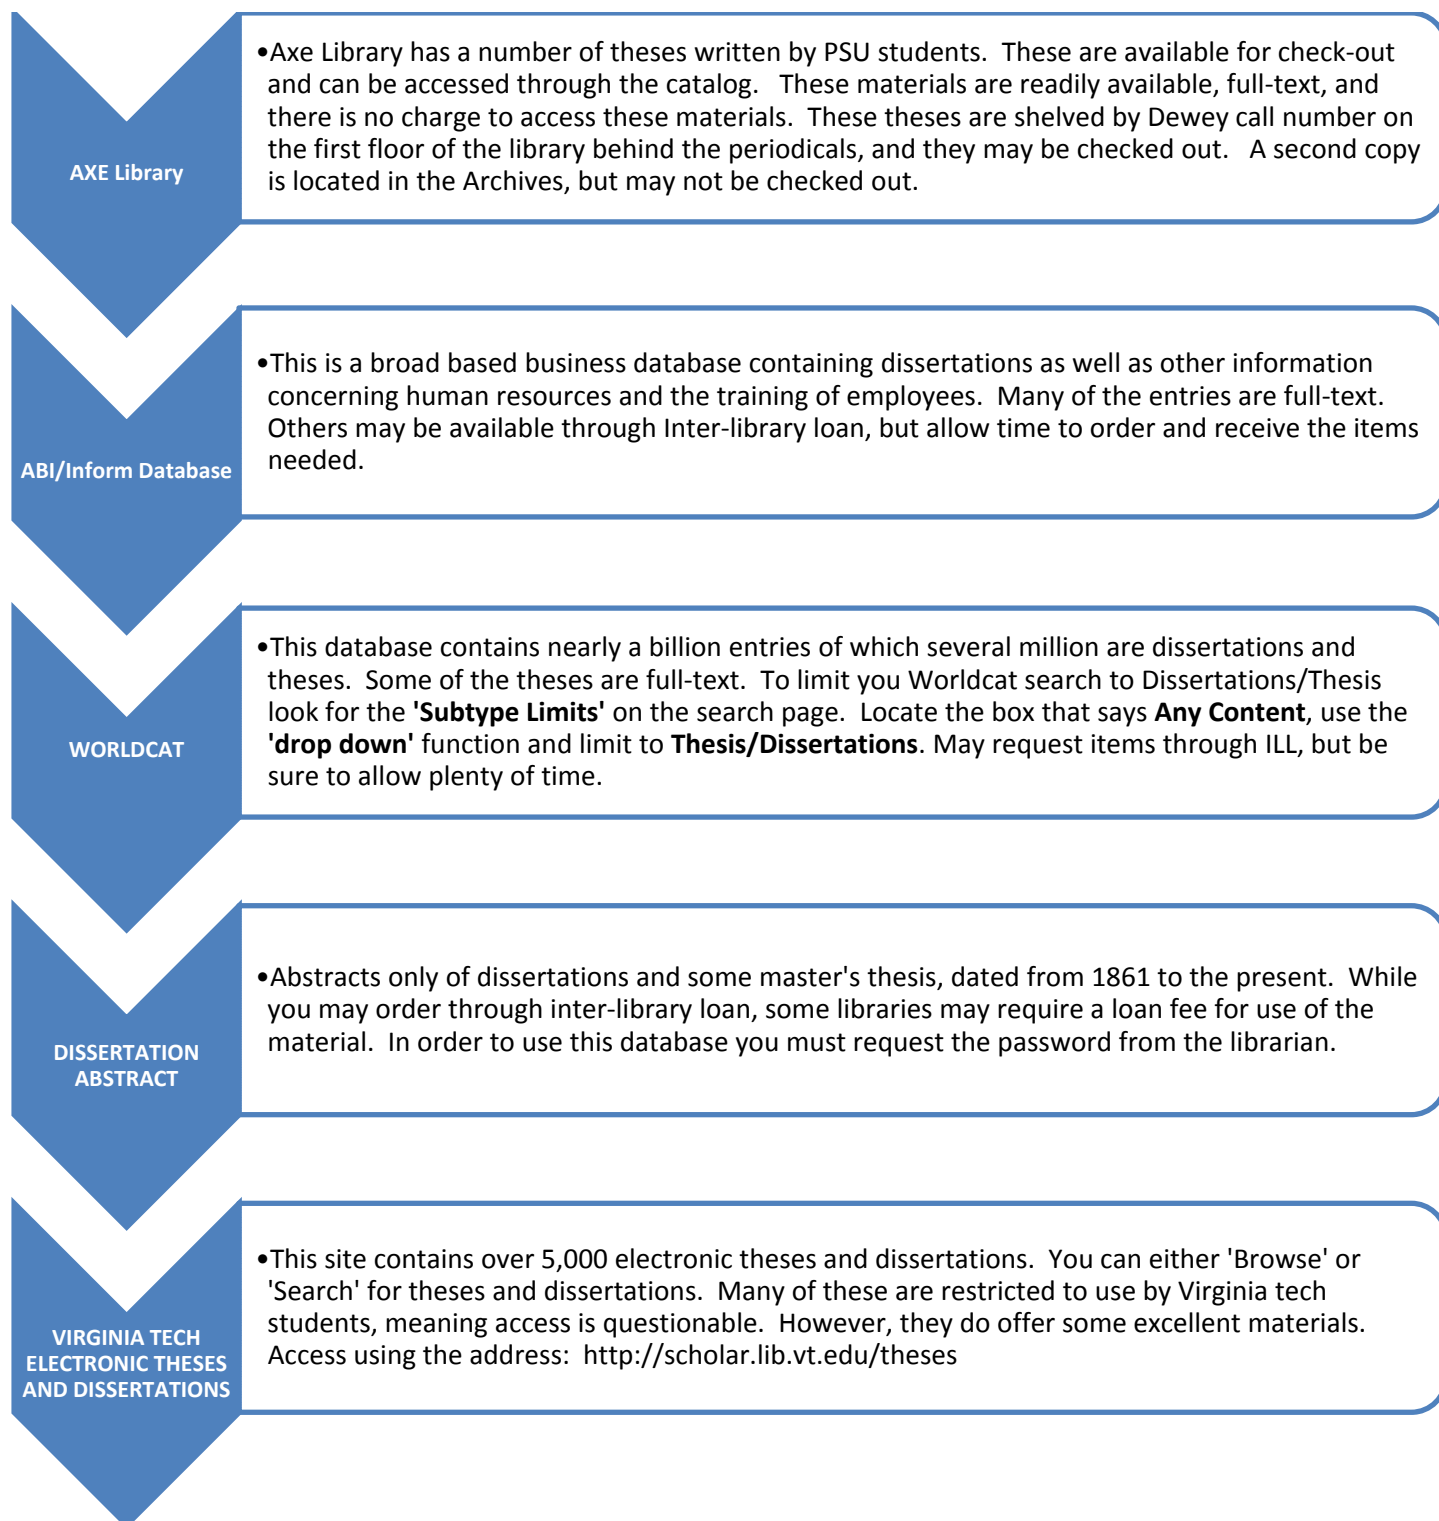 AXE Library
•Axe Library has a number of theses written by PSU students.  These are available for check-out
and can be accessed through the catalog.   These materials are readily available, full-text, and
there is no charge to access these materials.  These theses are shelved by Dewey call number on
the first floor of the library behind the periodicals, and they may be checked out.   A second copy
is located in the Archives, but may not be checked out.
ABI/Inform Database
•This is a broad based business database containing dissertations as well as other information
concerning human resources and the training of employees.  Many of the entries are full-text.
Others may be available through Inter-library loan, but allow time to order and receive the items
needed.
WORLDCAT
•This database contains nearly a billion entries of which several million are dissertations and
theses.  Some of the theses are full-text.  To limit you Worldcat search to Dissertations/Thesis
look for the 'Subtype Limits' on the search page.  Locate the box that says Any Content, use the
'drop down' function and limit to Thesis/Dissertations. May request items through ILL, but be
sure to allow plenty of time.
DISSERTATION
ABSTRACT
•Abstracts only of dissertations and some master's thesis, dated from 1861 to the present.  While
you may order through inter-library loan, some libraries may require a loan fee for use of the
material.  In order to use this database you must request the password from the librarian.
VIRGINIA TECH
ELECTRONIC THESES
AND DISSERTATIONS
•This site contains over 5,000 electronic theses and dissertations.  You can either 'Browse' or
'Search' for theses and dissertations.  Many of these are restricted to use by Virginia tech
students, meaning access is questionable.  However, they do offer some excellent materials.
Access using the address:  http://scholar.lib.vt.edu/theses